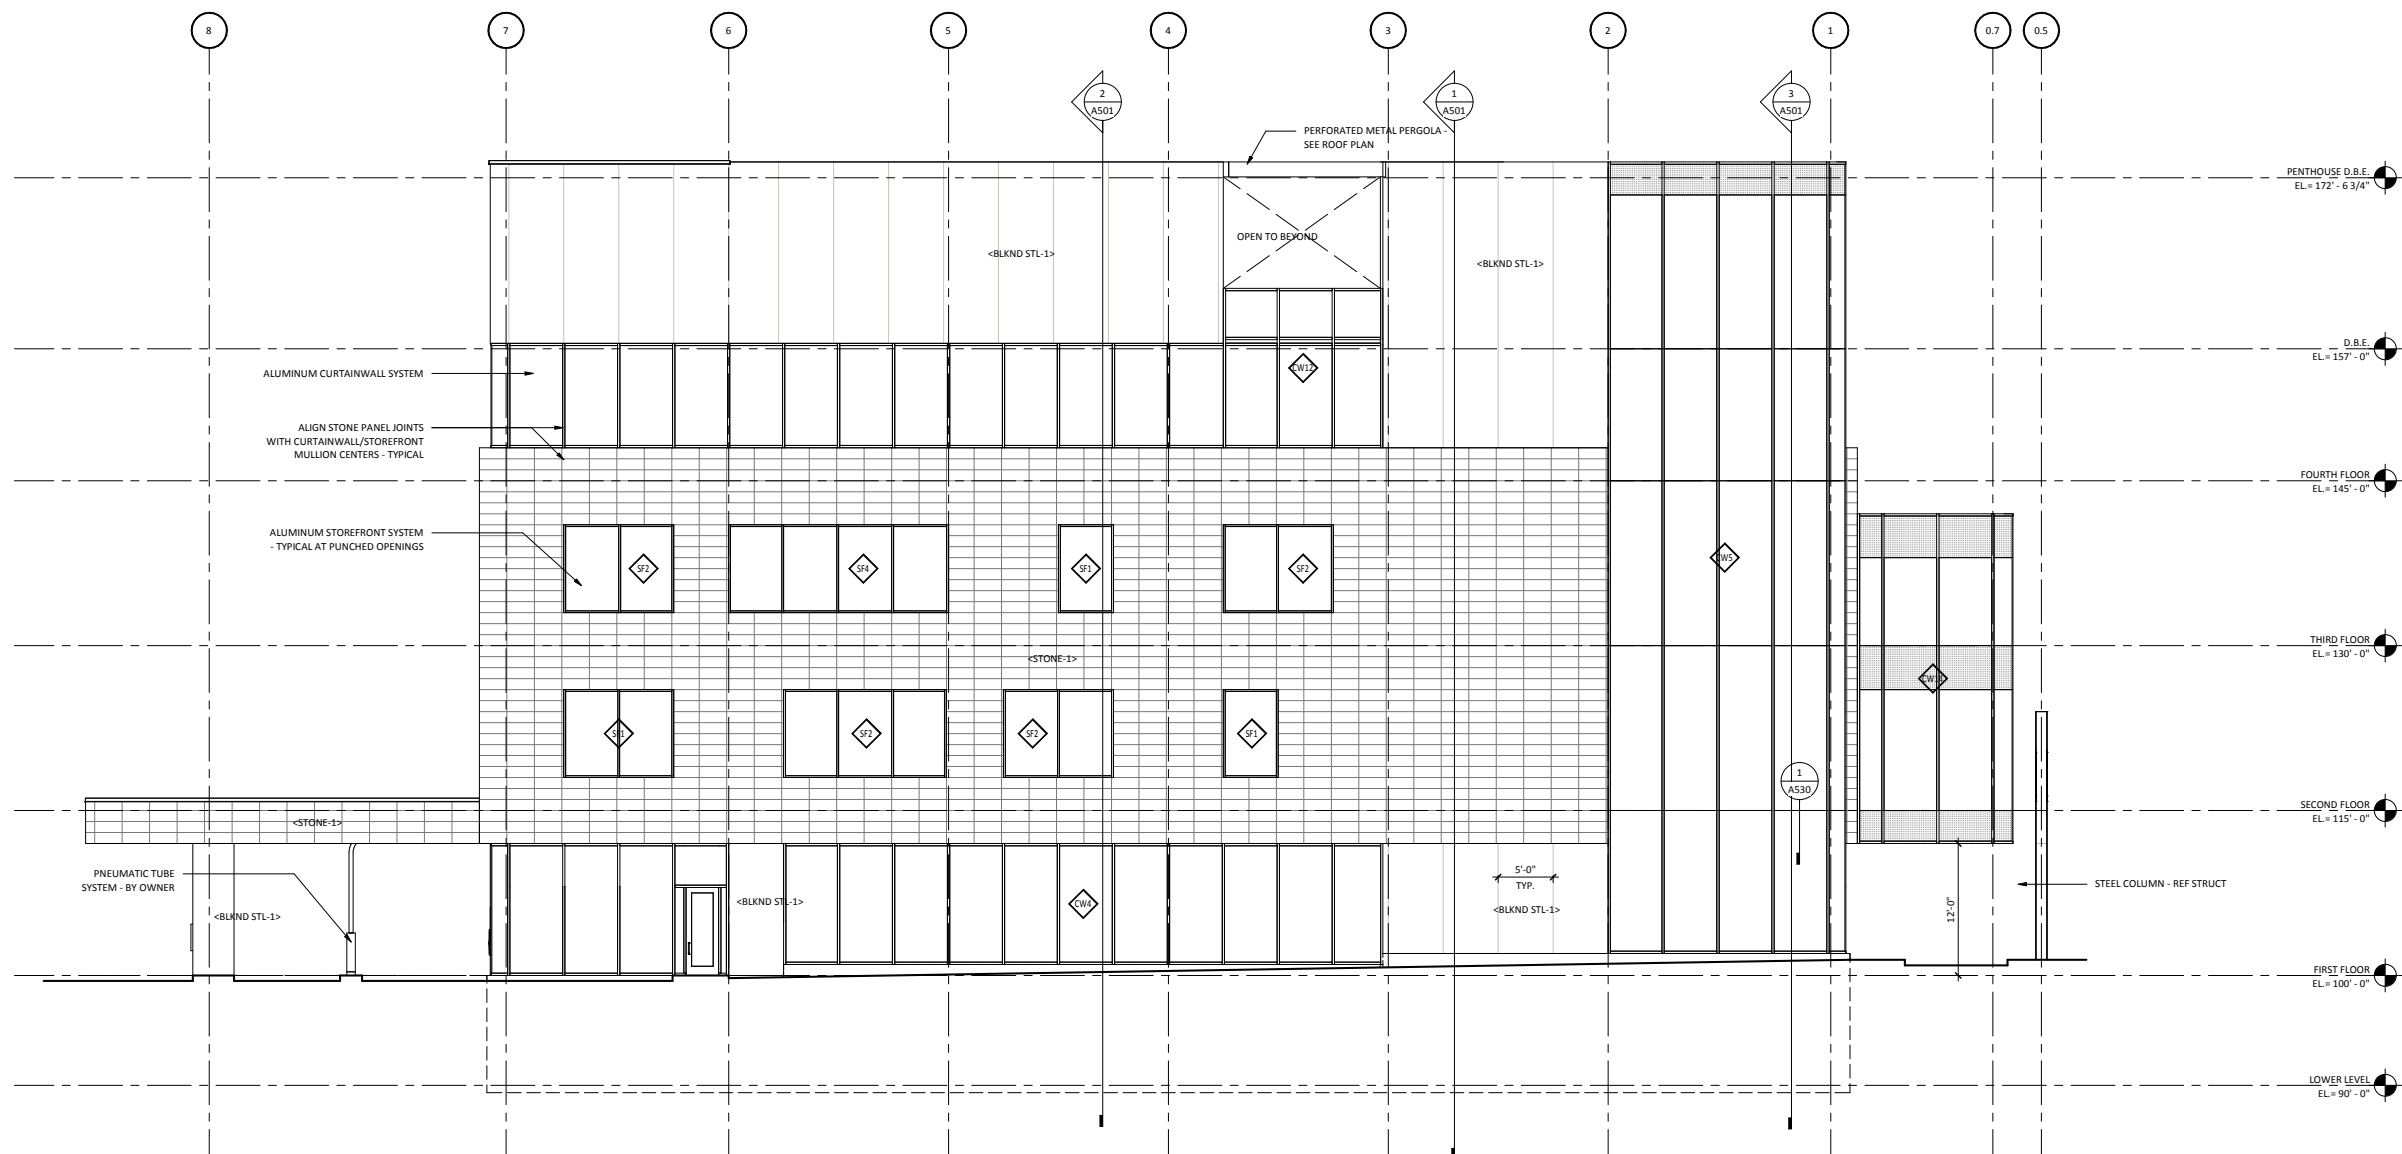 8
7
6
5
4
3
2
1
0.7
0.5
2
A501
1
A501
3
A501
PERFORATED METAL PERGOLA -
SEE ROOF PLAN
PENTHOUSE D.B.E.
EL.= 172' - 6 3/4"
OPEN TO BEYOND
<BLKND STL-1>
<BLKND STL-1>
D.B.E.
EL.= 157' - 0"
ALUMINUM CURTAINWALL SYSTEM
CW12
ALIGN STONE PANEL JOINTS
WITH CURTAINWALL/STOREFRONT
MULLION CENTERS - TYPICAL
FOURTH FLOOR
EL.= 145' - 0"
ALUMINUM STOREFRONT SYSTEM
- TYPICAL AT PUNCHED OPENINGS
SF2
SF4
SF1
SF2
CW5
THIRD FLOOR
EL.= 130' - 0"
<STONE-1>
SF1
SF2
SF2
SF1
1
A530
SECOND FLOOR
EL.= 115' - 0"
<STONE-1>
PNEUMATIC TUBE
SYSTEM - BY OWNER
<BLKND STL-1>
<BLKND STL-1>
CW4
5'-0"
TYP.
<BLKND STL-1>
12'-0"
STEEL COLUMN - REF STRUCT
FIRST FLOOR
EL.= 100' - 0"
LOWER LEVEL
EL.= 90' - 0"